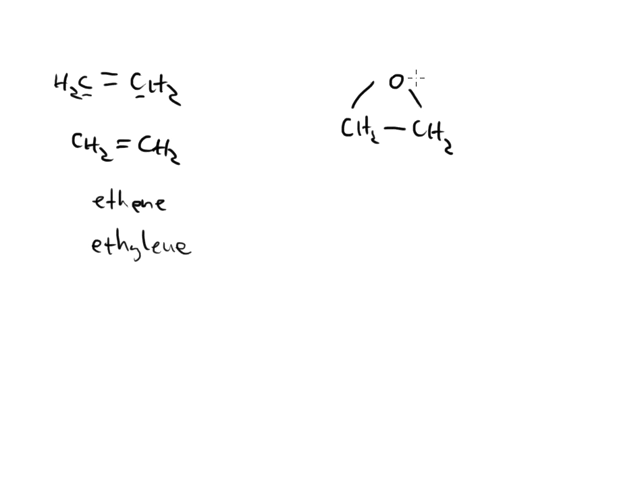 H₂C = CH₂
CH₂ = CH₂
ethene
ethylene
O
CH₂ — CH₂